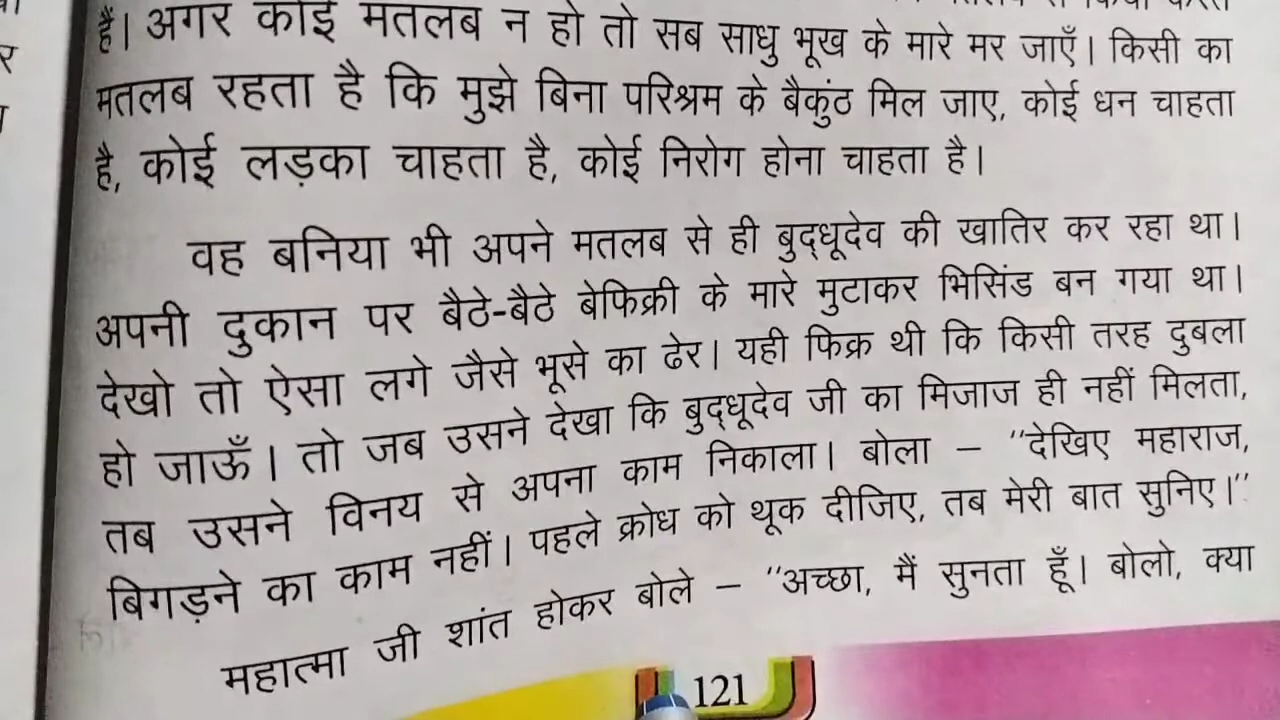 है। अगर कोई मतलब न हो तो सब साधु भूख के मारे मर जाएँ। किसी का
मतलब रहता है कि मुझे बिना परिश्रम के बैकुंठ मिल जाए, कोई धन चाहता
है, कोई लड़का चाहता है, कोई निरोग होना चाहता है।
वह बनिया भी अपने मतलब से ही बुद्धूदेव की खातिर कर रहा था।
अपनी दुकान पर बैठे-बैठे बेफिक्री के मारे मुटाकर भिसिंड बन गया था।
देखो तो ऐसा लगे जैसे भूसे का ढेर। यही फिक्र थी कि किसी तरह दुबला
हो जाऊँ। तो जब उसने देखा कि बुद्धूदेव जी का मिजाज ही नहीं मिलता,
तब उसने विनय से अपना काम निकाला। बोला – "देखिए महाराज,
बिगड़ने का काम नहीं। पहले क्रोध को थूक दीजिए, तब मेरी बात सुनिए।"
महात्मा जी शांत होकर बोले – "अच्छा, मैं सुनता हूँ। बोलो, क्या
121